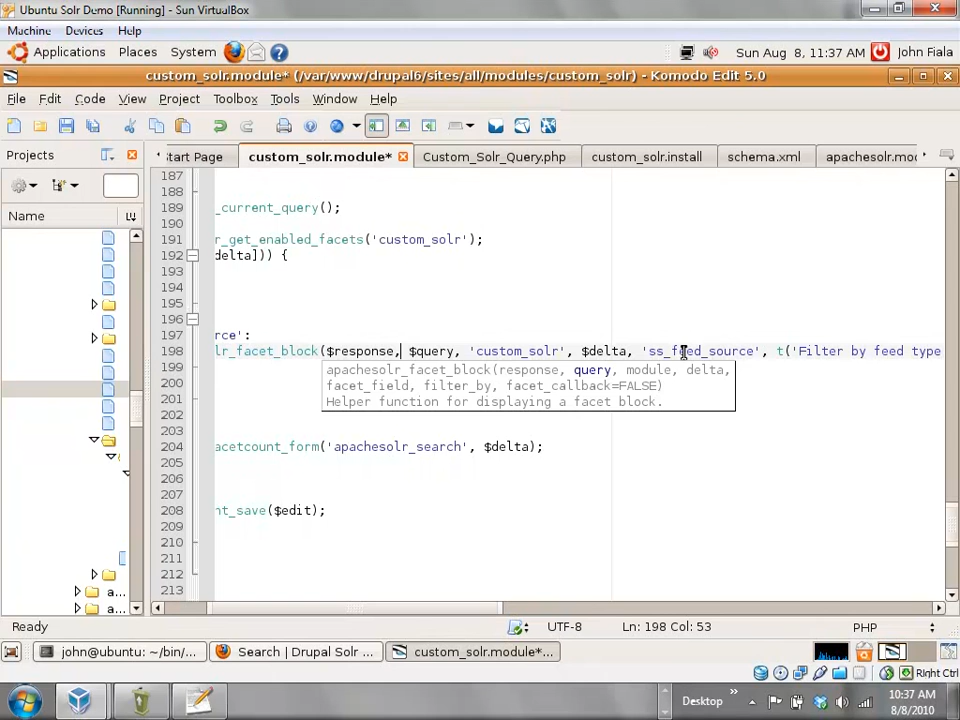 Ubuntu Solr Demo [Running] - Sun VirtualBox
Machine Devices Help
Applications Places System Sun Aug 8, 11:37 AM John Fiala
custom_solr.module* (/var/www/drupal6/sites/all/modules/custom_solr) - Komodo Edit 5.0
File Edit Code View Project Toolbox Tools Window Help
Projects tart Page custom_solr.module* Custom_Solr_Query.php custom_solr.install schema.xml apachesolr.mod
187
188
Name
189 _current_query();
190
191 r_get_enabled_facets('custom_solr');
192 delta])) {
193
194
195
196
197 rce':
198 lr_facet_block($response, $query, 'custom_solr', $delta, 'ss_feed_source', t('Filter by feed type
199 apachesolr_facet_block(response, query, module, delta,
200 facet_field, filter_by, facet_callback=FALSE)
201 Helper function for displaying a facet block.
202
203
204 acetcount_form('apachesolr_search', $delta);
205
206
207
208 nt_save($edit);
209
210
211
212
a...
213
a...
Ready UTF-8 Ln: 198 Col: 53 PHP
john@ubuntu: ~/bin/... Search | Drupal Solr ... custom_solr.module*...
Right Ctrl
Desktop » 10:37 AM
8/8/2010